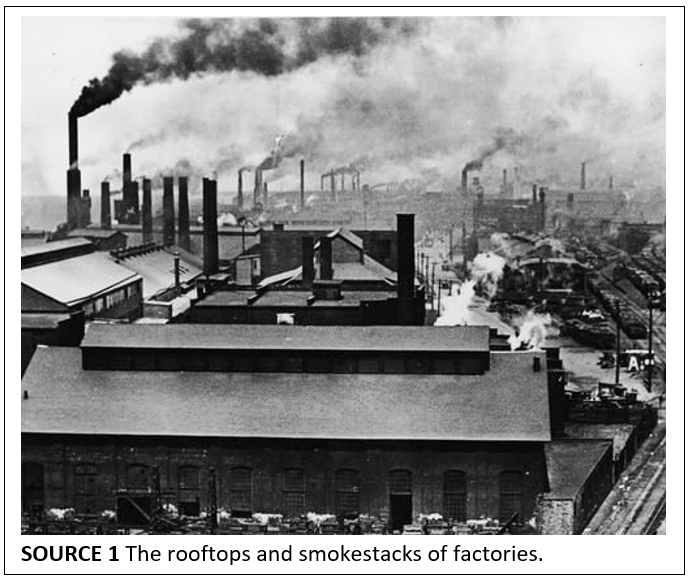 SOURCE 1 The rooftops and smokestacks of factories.